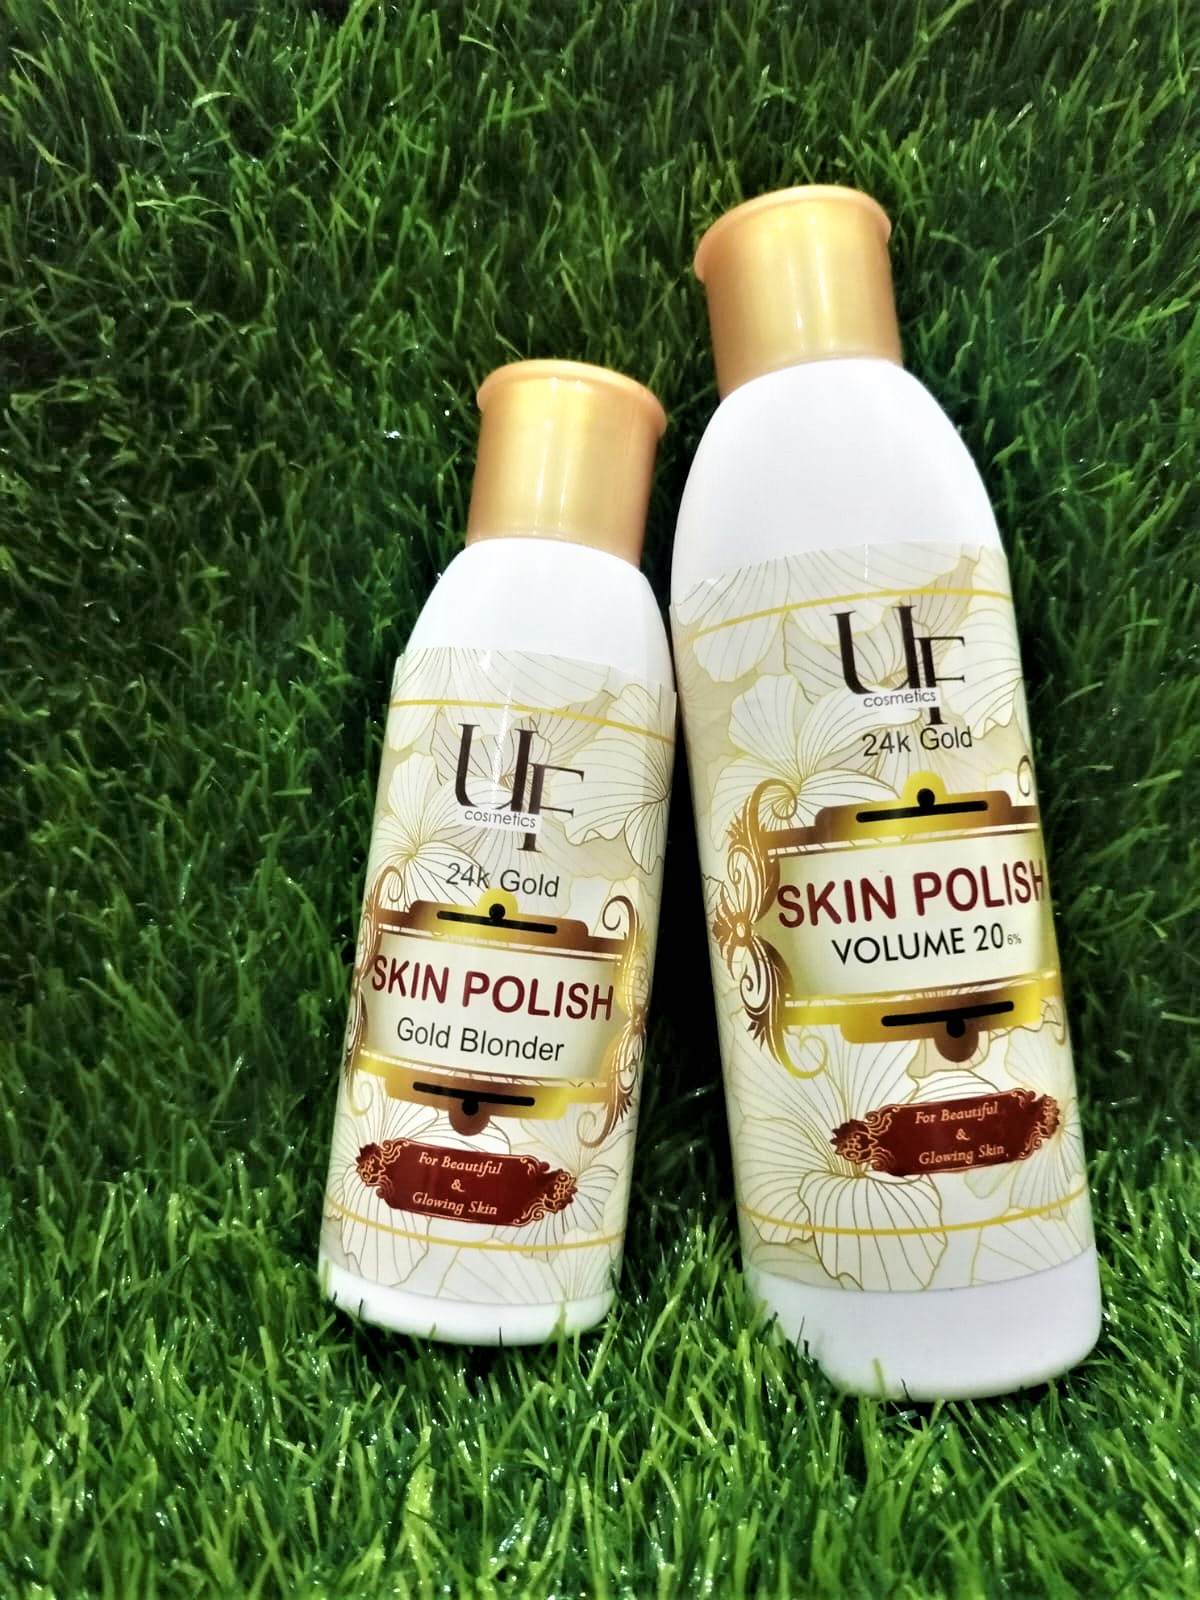 UF
cosmetics
24k Gold
SKIN POLISH
Gold Blonder
For Beautiful
&
Glowing Skin
UF
cosmetics
24k Gold
SKIN POLISH
VOLUME 20 6%
For Beautiful
&
Glowing Skin